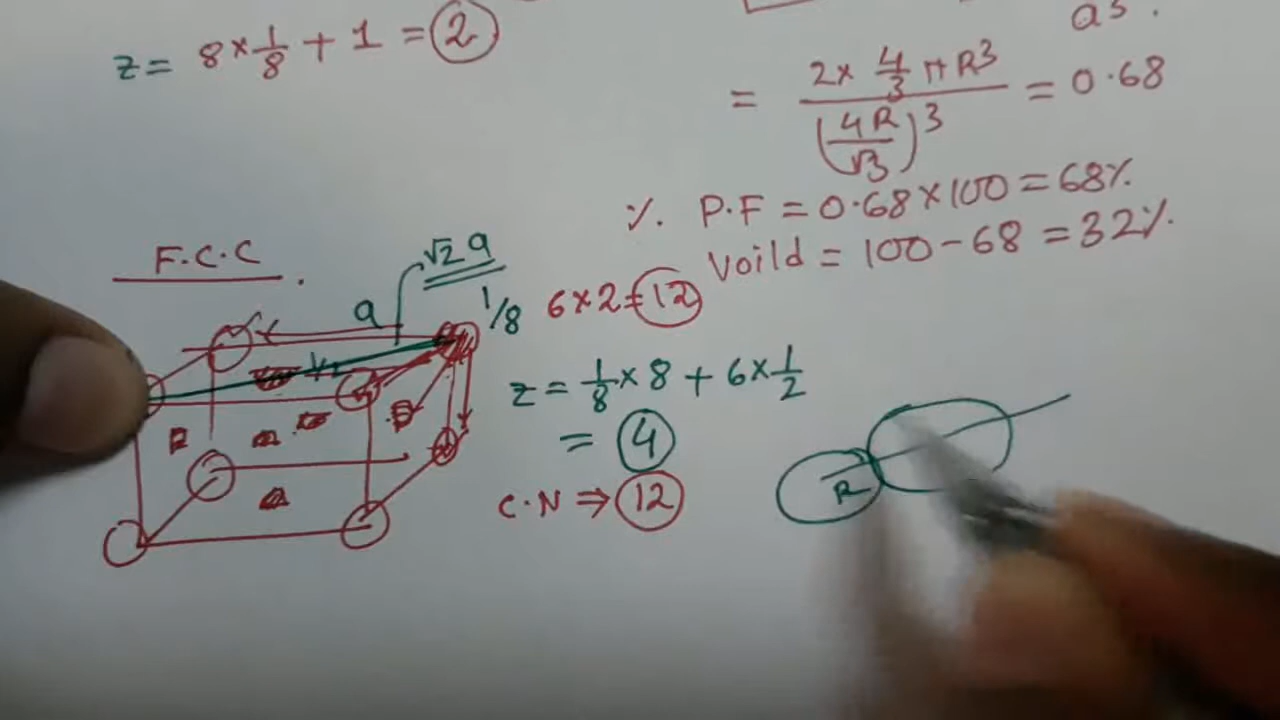 z = 8 × 1/8 + 1 = 2
a³.
= 2 × 4/3 π R³ / (4R/√3)³ = 0.68
% P.F = 0.68 × 100 = 68%
Voild = 100 - 68 = 32%
F.C.C
√2 a
a
1/8
6 × 2 = 12
z = 1/8 × 8 + 6 × 1/2
= 4
C.N ⇒ 12
R